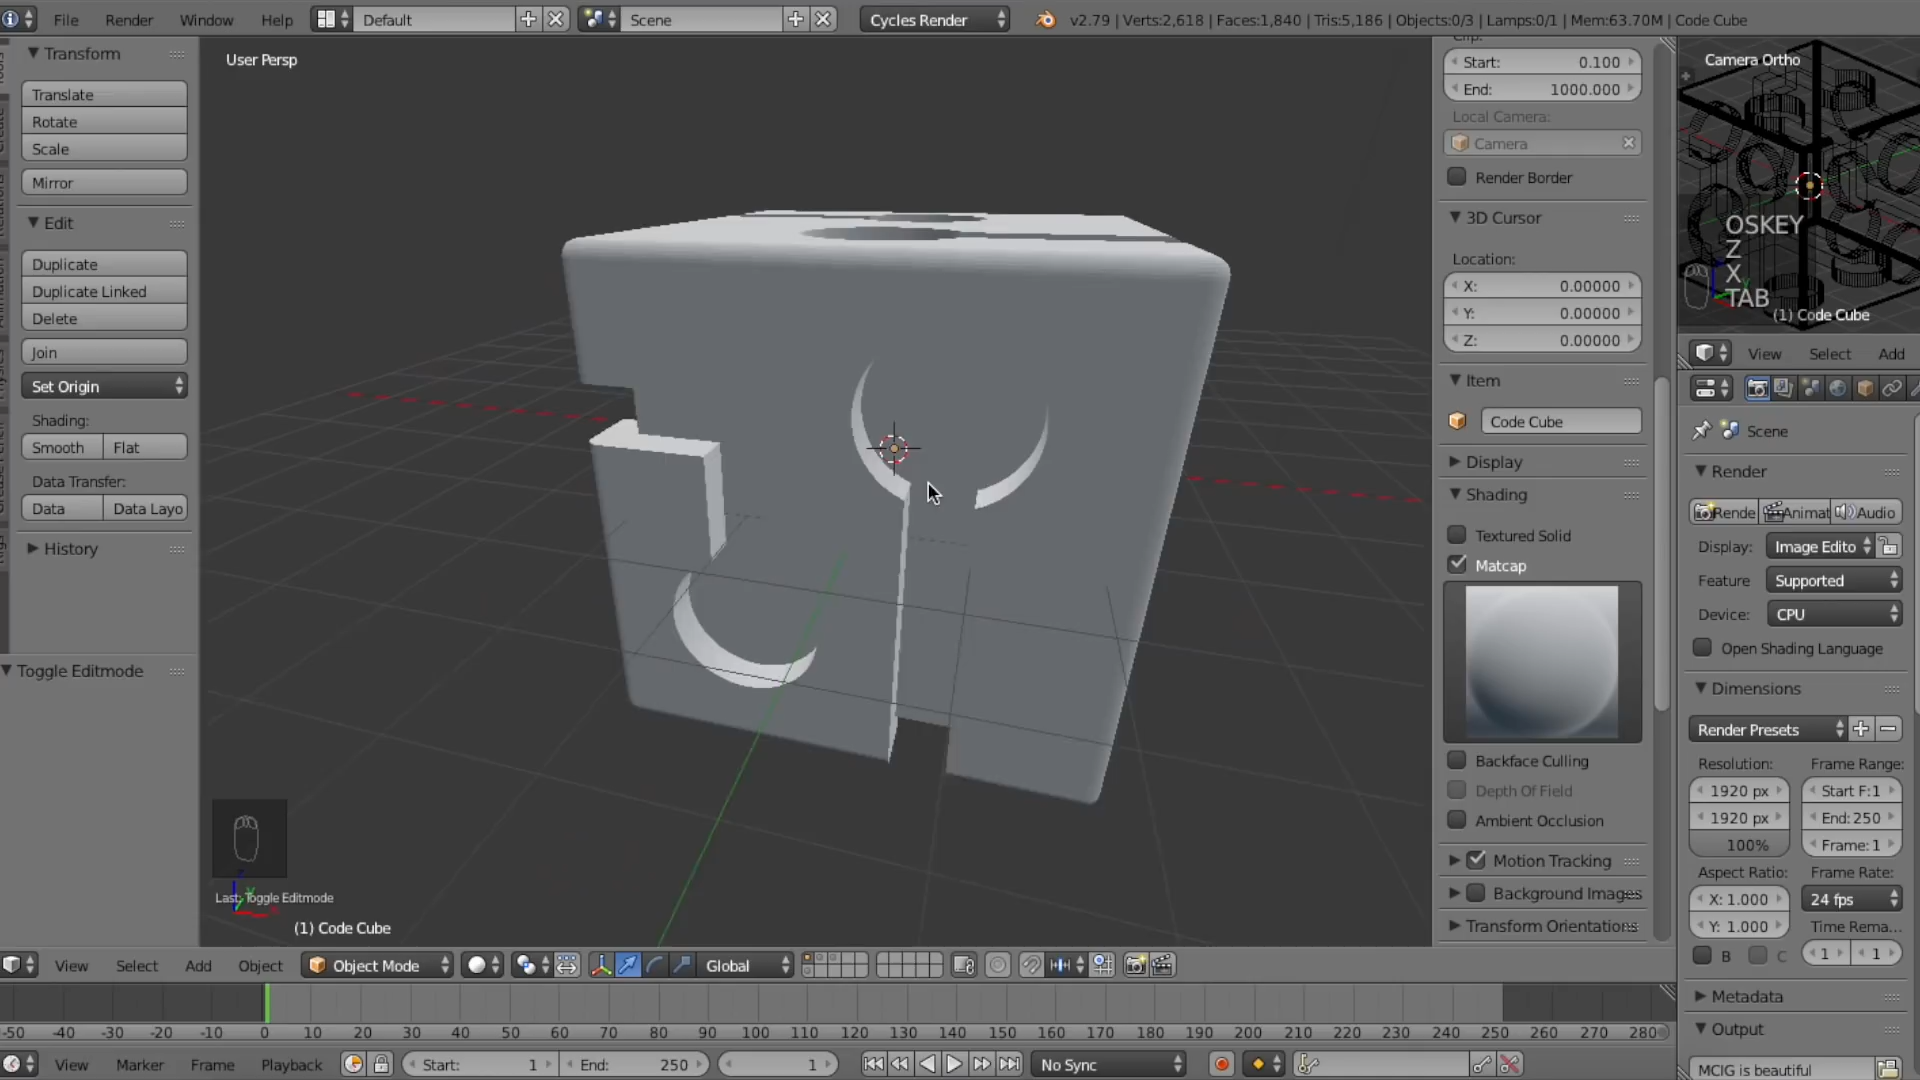 File Render Window Help Default Scene Cycles Render v2.79 | Verts:2,618 | Faces:1,840 | Tris:5,186 | Objects:0/3 | Lamps:0/1 | Mem:63.70M | Code Cube
Transform
Translate
Rotate
Scale
Mirror
Edit
Duplicate
Duplicate Linked
Delete
Join
Set Origin
Shading:
Smooth Flat
Data Transfer:
Data Data Layo
History
Toggle Editmode
User Persp
Last: Toggle Editmode
(1) Code Cube
Start: 0.100
End: 1000.000
Local Camera:
Camera
Render Border
3D Cursor
Location:
X: 0.00000
Y: 0.00000
Z: 0.00000
Item
Code Cube
Display
Shading
Textured Solid
Matcap
Backface Culling
Depth Of Field
Ambient Occlusion
Motion Tracking
Background Images
Transform Orientations
Camera Ortho
OSKEY
Z
X
TAB
(1) Code Cube
View Select Add
Scene
Render
Rende Animat Audio
Display: Image Edito
Feature Supported
Device: CPU
Open Shading Language
Dimensions
Render Presets
Resolution: Frame Range:
1920 px Start F:1
1920 px End: 250
100% Frame: 1
Aspect Ratio: Frame Rate:
X: 1.000 24 fps
Y: 1.000 Time Rema...
B C 1 1
Metadata
Output
MCIG is beautiful
View Select Add Object Object Mode Global
-50 -40 -30 -20 -10 0 10 20 30 40 50 60 70 80 90 100 110 120 130 140 150 160 170 180 190 200 210 220 230 240 250 260 270 280
View Marker Frame Playback Start: 1 End: 250 1 No Sync